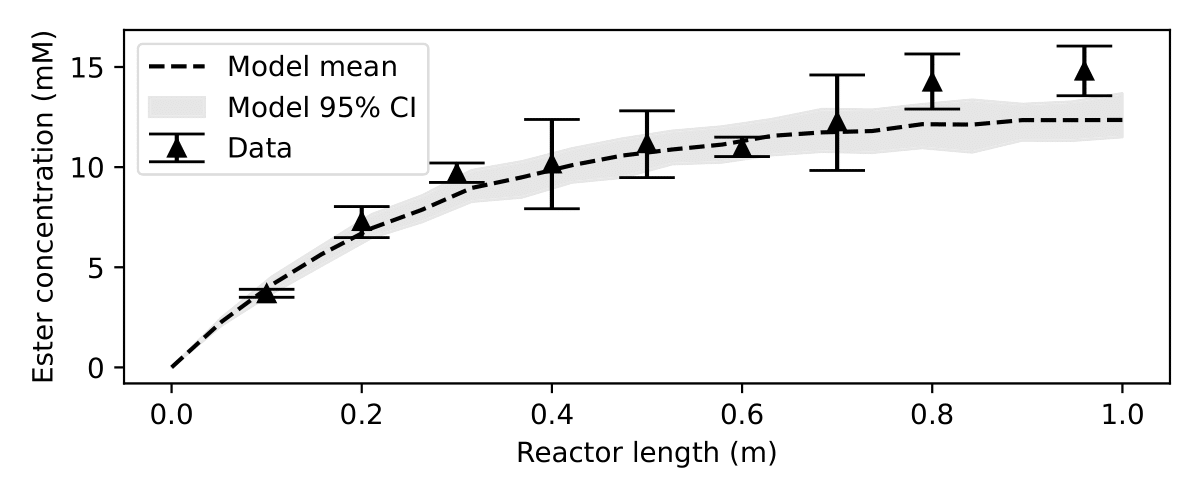 Ester concentration (mM)
15
10
5
0
Model mean
Model 95% CI
Data
0.0 0.2 0.4 0.6 0.8 1.0
Reactor length (m)